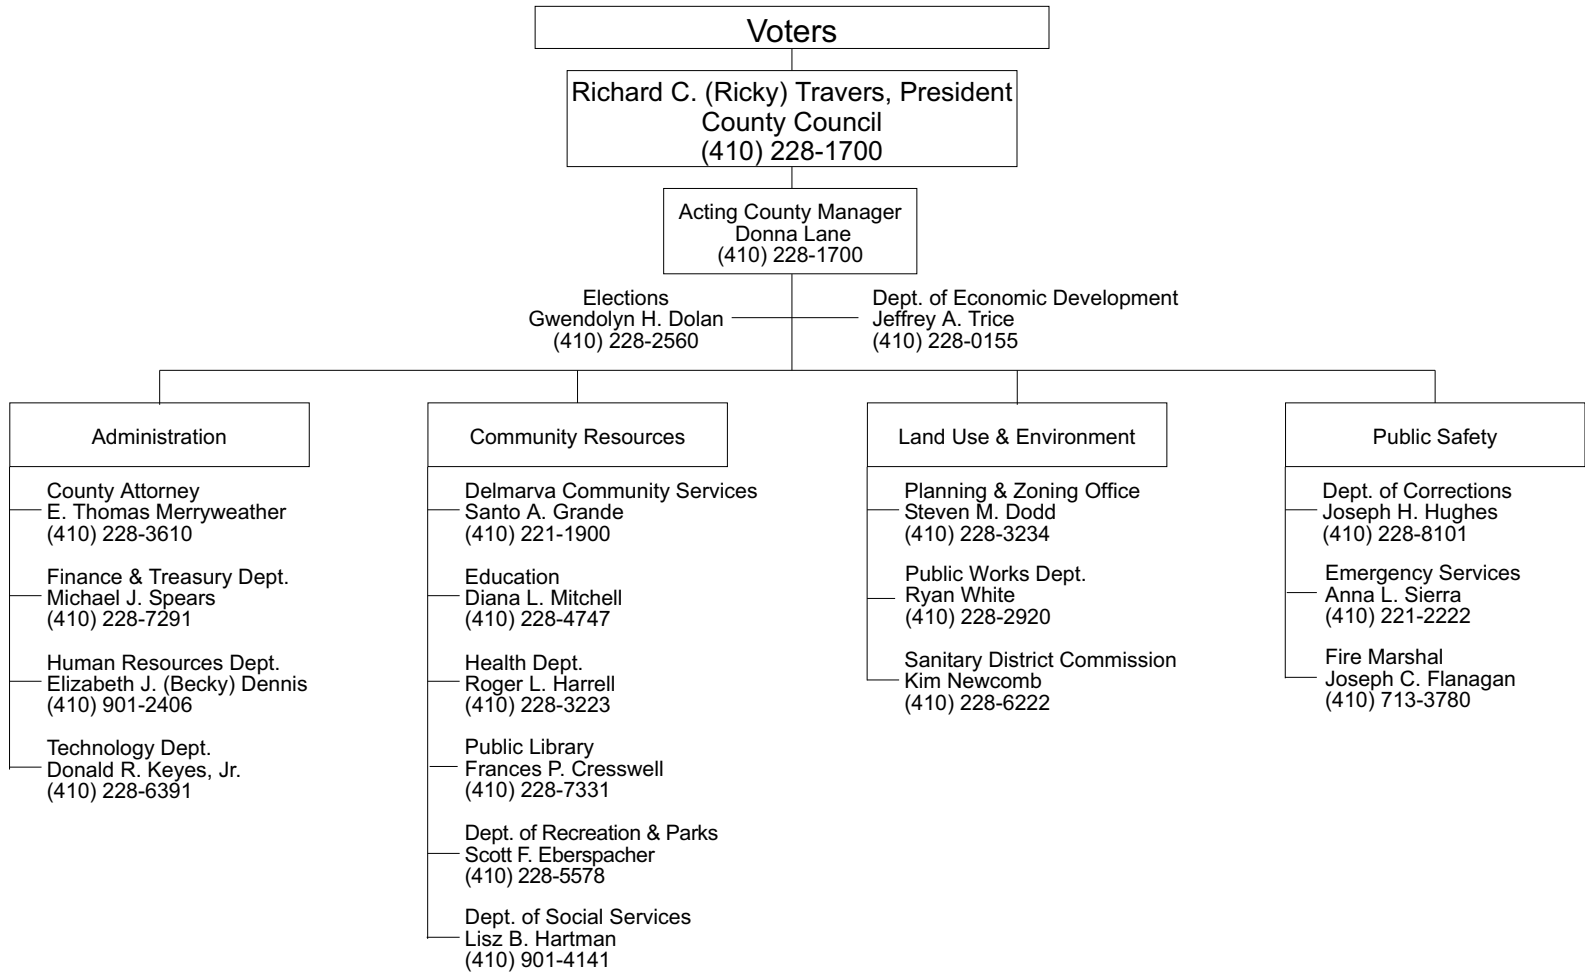 Voters
Richard C. (Ricky) Travers, President
County Council
(410) 228-1700
Acting County Manager
Donna Lane
(410) 228-1700
Elections
Gwendolyn H. Dolan
(410) 228-2560
Dept. of Economic Development
Jeffrey A. Trice
(410) 228-0155
Administration
County Attorney
E. Thomas Merryweather
(410) 228-3610
Finance & Treasury Dept.
Michael J. Spears
(410) 228-7291
Human Resources Dept.
Elizabeth J. (Becky) Dennis
(410) 901-2406
Technology Dept.
Donald R. Keyes, Jr.
(410) 228-6391
Community Resources
Delmarva Community Services
Santo A. Grande
(410) 221-1900
Education
Diana L. Mitchell
(410) 228-4747
Health Dept.
Roger L. Harrell
(410) 228-3223
Public Library
Frances P. Cresswell
(410) 228-7331
Dept. of Recreation & Parks
Scott F. Eberspacher
(410) 228-5578
Dept. of Social Services
Lisz B. Hartman
(410) 901-4141
Land Use & Environment
Planning & Zoning Office
Steven M. Dodd
(410) 228-3234
Public Works Dept.
Ryan White
(410) 228-2920
Sanitary District Commission
Kim Newcomb
(410) 228-6222
Public Safety
Dept. of Corrections
Joseph H. Hughes
(410) 228-8101
Emergency Services
Anna L. Sierra
(410) 221-2222
Fire Marshal
Joseph C. Flanagan
(410) 713-3780